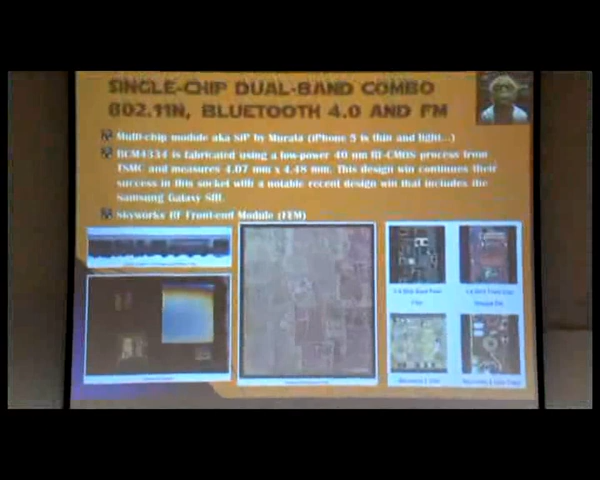 SINGLE-CHIP DUAL-BAND COMBO
802.11N, BLUETOOTH 4.0 AND FM
Multi-chip module aka SiP by Murata (iPhone 5 is thin and light...)
BCM4334 is fabricated using a low-power 40 nm RF-CMOS process from
TSMC and measures 4.07 mm x 4.48 mm. This design win continues their
success in this socket with a notable recent design win that includes the
Samsung Galaxy SIII.
Skyworks RF Front-end Module (FEM)